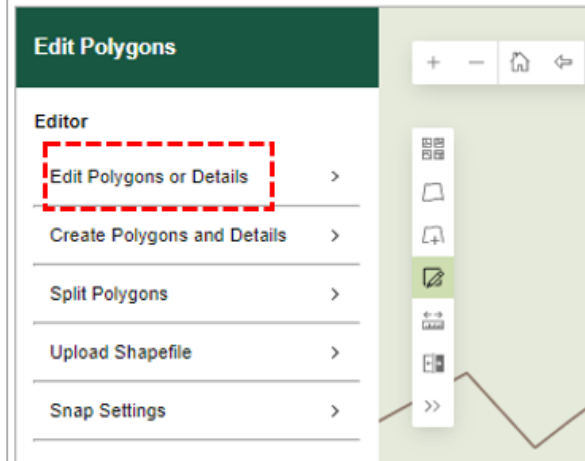 Edit Polygons
Editor
Edit Polygons or Details
Create Polygons and Details
Split Polygons
Upload Shapefile
Snap Settings